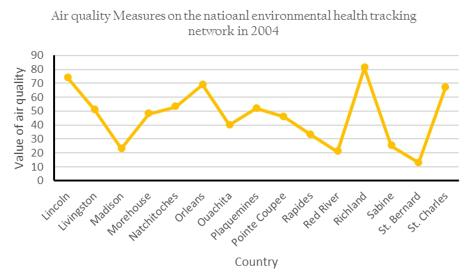 Air quality Measures on the natioanl environmental health tracking
network in 2004
Value of air quality
90
80
70
60
50
40
30
20
10
0
Lincoln
Livingston
Madison
Morehouse
Natchitoches
Orleans
Ouachita
Plaquemines
Pointe Coupee
Rapides
Red River
Richland
Sabine
St. Bernard
St. Charles
Country